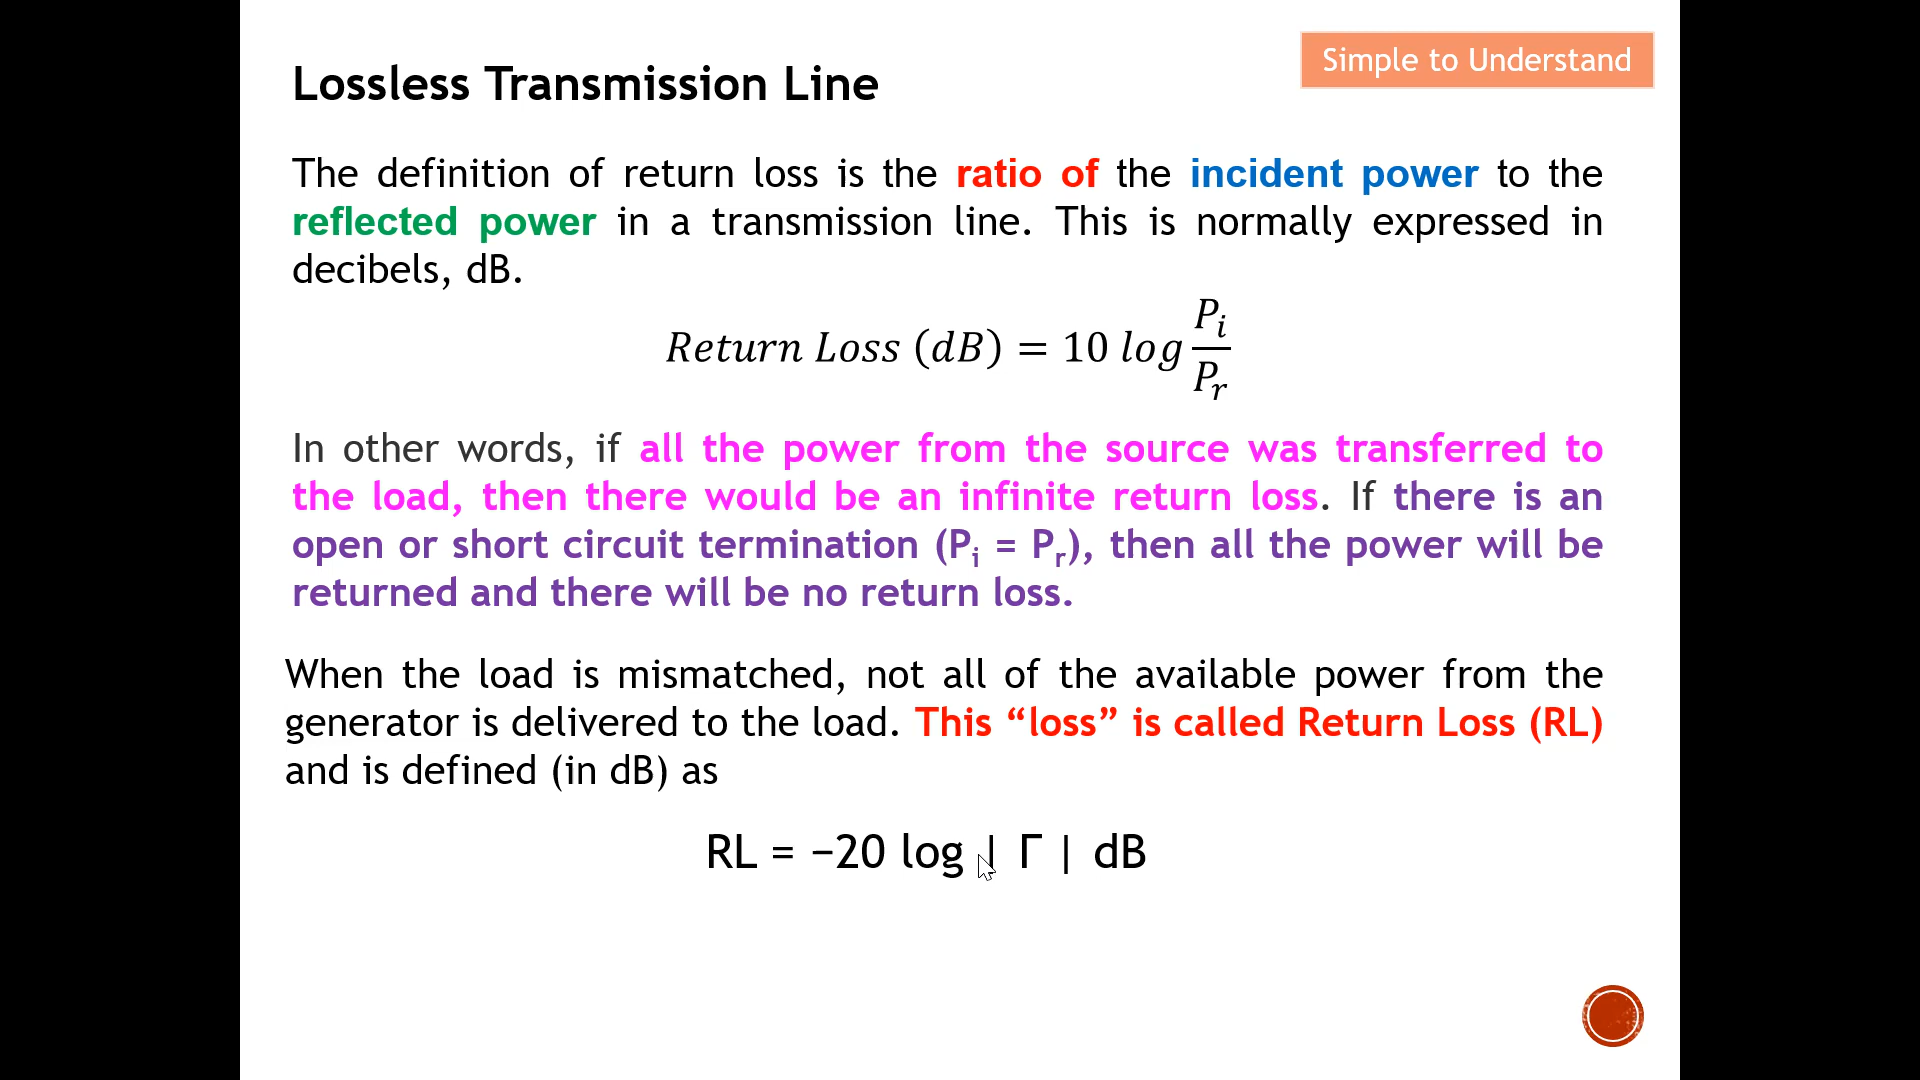 Simple to Understand
Lossless Transmission Line
The definition of return loss is the ratio of the incident power to the
reflected power in a transmission line. This is normally expressed in
decibels, dB.
Return Loss (dB) = 10 log P_i/P_r
In other words, if all the power from the source was transferred to
the load, then there would be an infinite return loss. If there is an
open or short circuit termination (P_i = P_r), then all the power will be
returned and there will be no return loss.
When the load is mismatched, not all of the available power from the
generator is delivered to the load. This “loss” is called Return Loss (RL)
and is defined (in dB) as
RL = −20 log | Γ | dB